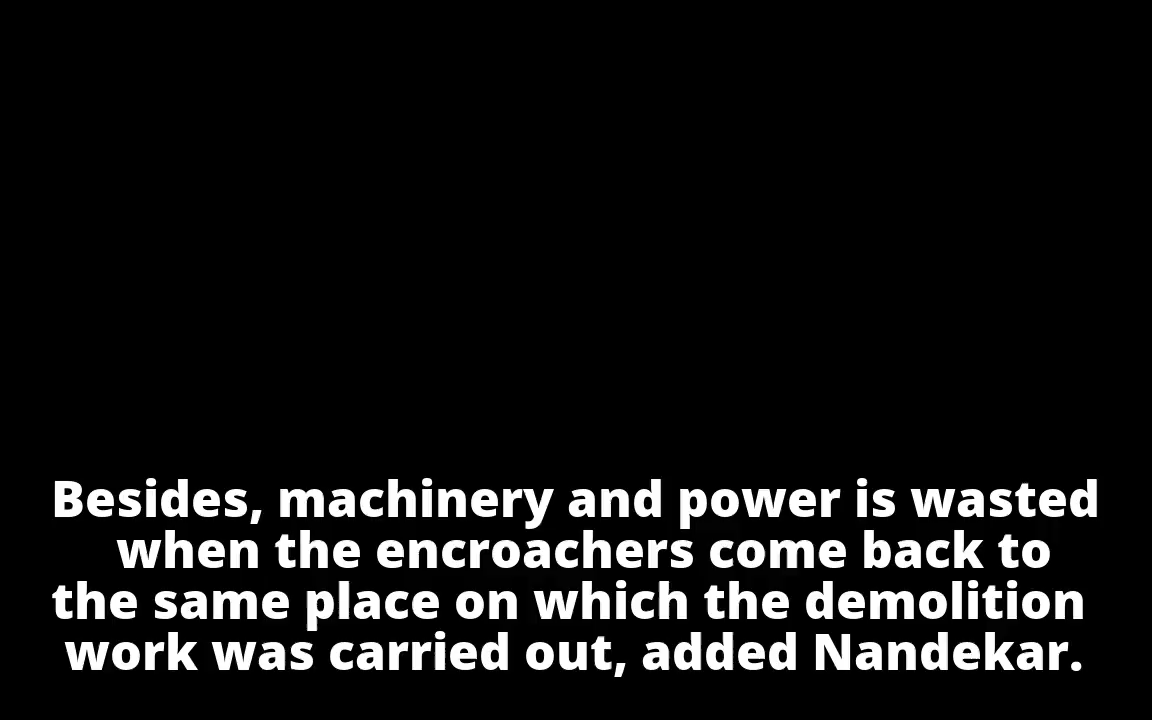 Besides, machinery and power is wasted
when the encroachers come back to
the same place on which the demolition
work was carried out, added Nandekar.